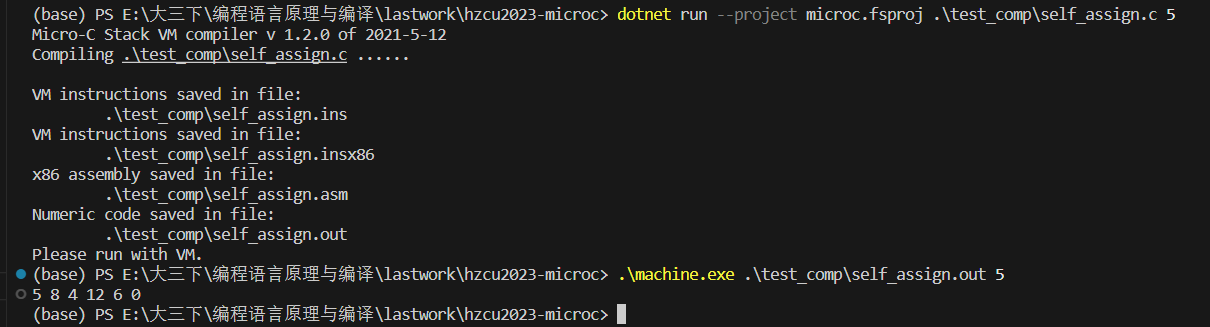 (base) PS E:\大三下\编程语言原理与编译\lastwork\hzcu2023-microc> dotnet run --project microc.fsproj .\test_comp\self_assign.c 5
Micro-C Stack VM compiler v 1.2.0 of 2021-5-12
Compiling .\test_comp\self_assign.c ......
VM instructions saved in file:
.\test_comp\self_assign.ins
VM instructions saved in file:
.\test_comp\self_assign.insx86
x86 assembly saved in file:
.\test_comp\self_assign.asm
Numeric code saved in file:
.\test_comp\self_assign.out
Please run with VM.
(base) PS E:\大三下\编程语言原理与编译\lastwork\hzcu2023-microc> .\machine.exe .\test_comp\self_assign.out 5
5 8 4 12 6 0
(base) PS E:\大三下\编程语言原理与编译\lastwork\hzcu2023-microc>